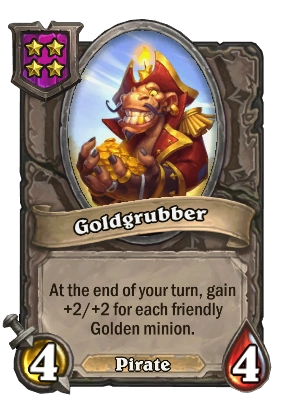 Goldgrubber
At the end of your turn, gain
+2/+2 for each friendly
Golden minion.
4
Pirate
4